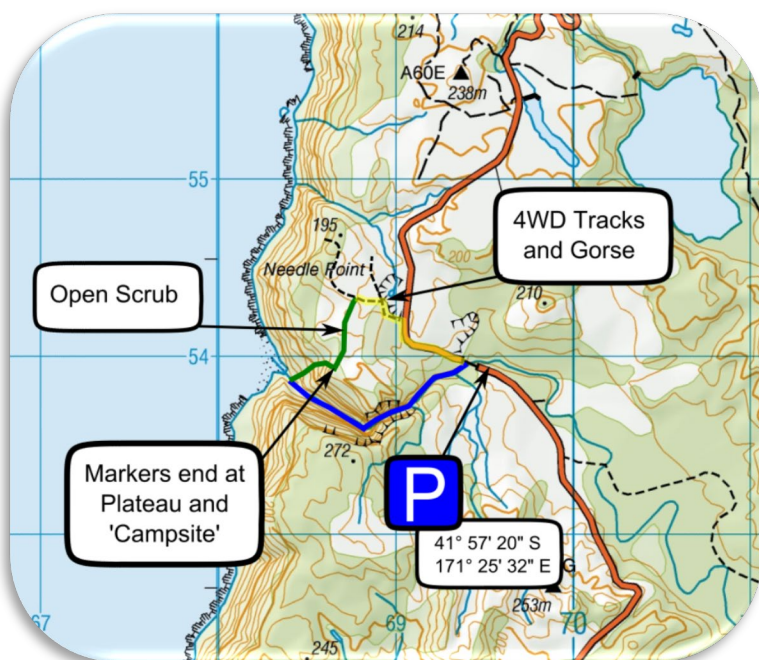 214
A60E
238m
55
4WD Tracks
and Gorse
195
Needle Point
200
Open Scrub
210
54
Markers end at
Plateau and
'Campsite'
272
P
41° 57' 20" S
171° 25' 32" E
G
253m
67
69
70
245